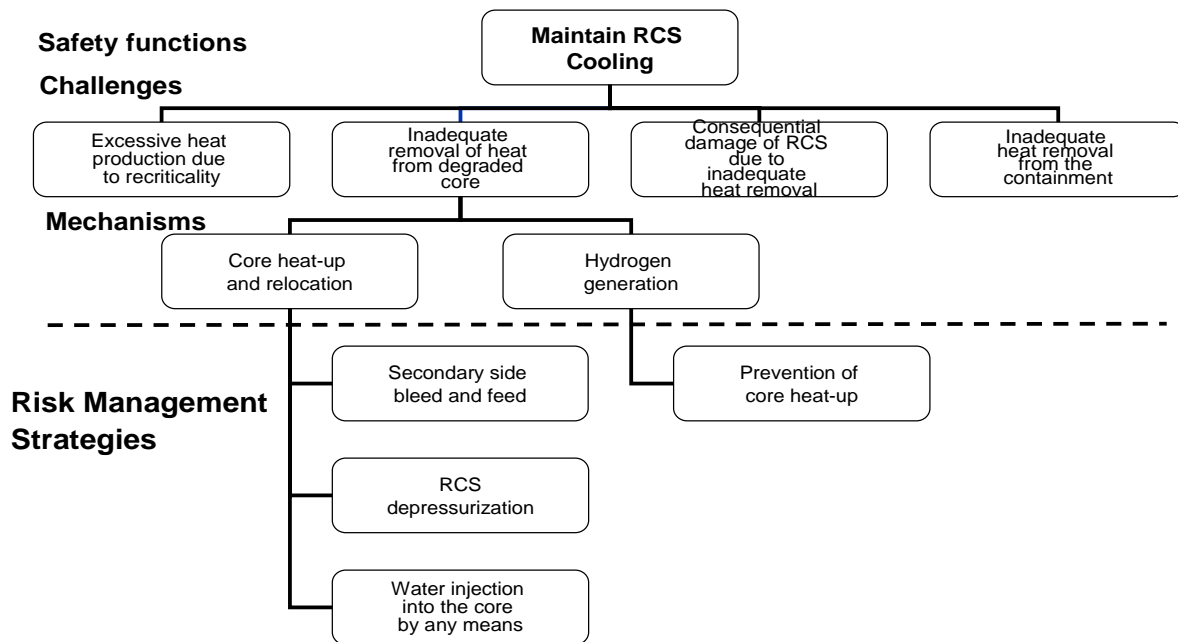 Safety functions
Maintain RCS
Cooling
Challenges
Excessive heat
production due
to recriticality
Inadequate
removal of heat
from degraded
core
Consequential
damage of RCS
due to
inadequate
heat removal
Inadequate
heat removal
from the
containment
Mechanisms
Core heat-up
and relocation
Hydrogen
generation
Risk Management
Strategies
Secondary side
bleed and feed
Prevention of
core heat-up
RCS
depressurization
Water injection
into the core
by any means